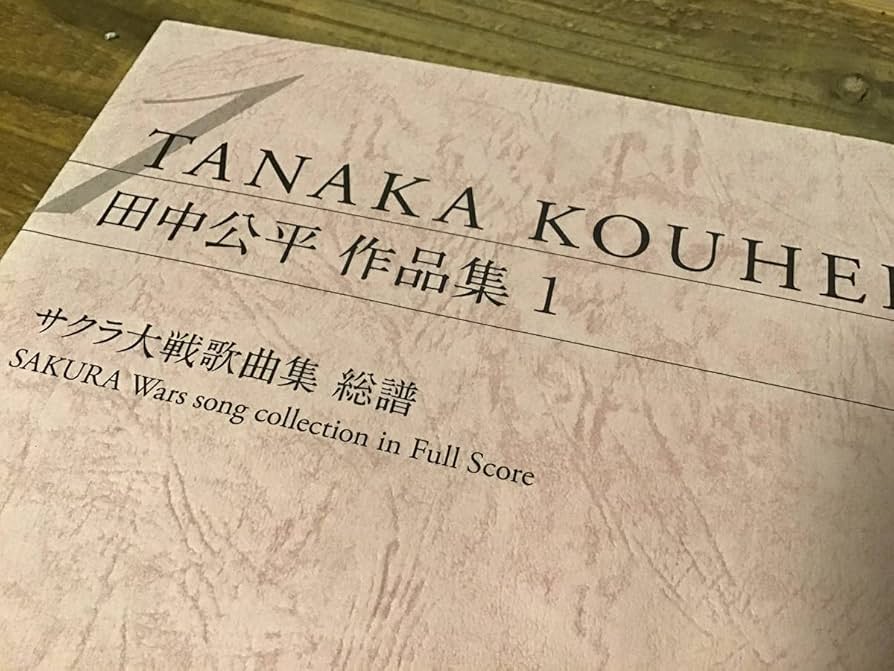 1
TANAKA KOUHEI
田中公平 作品集 1
サクラ大戦歌曲集 総譜
SAKURA Wars song collection in Full Score